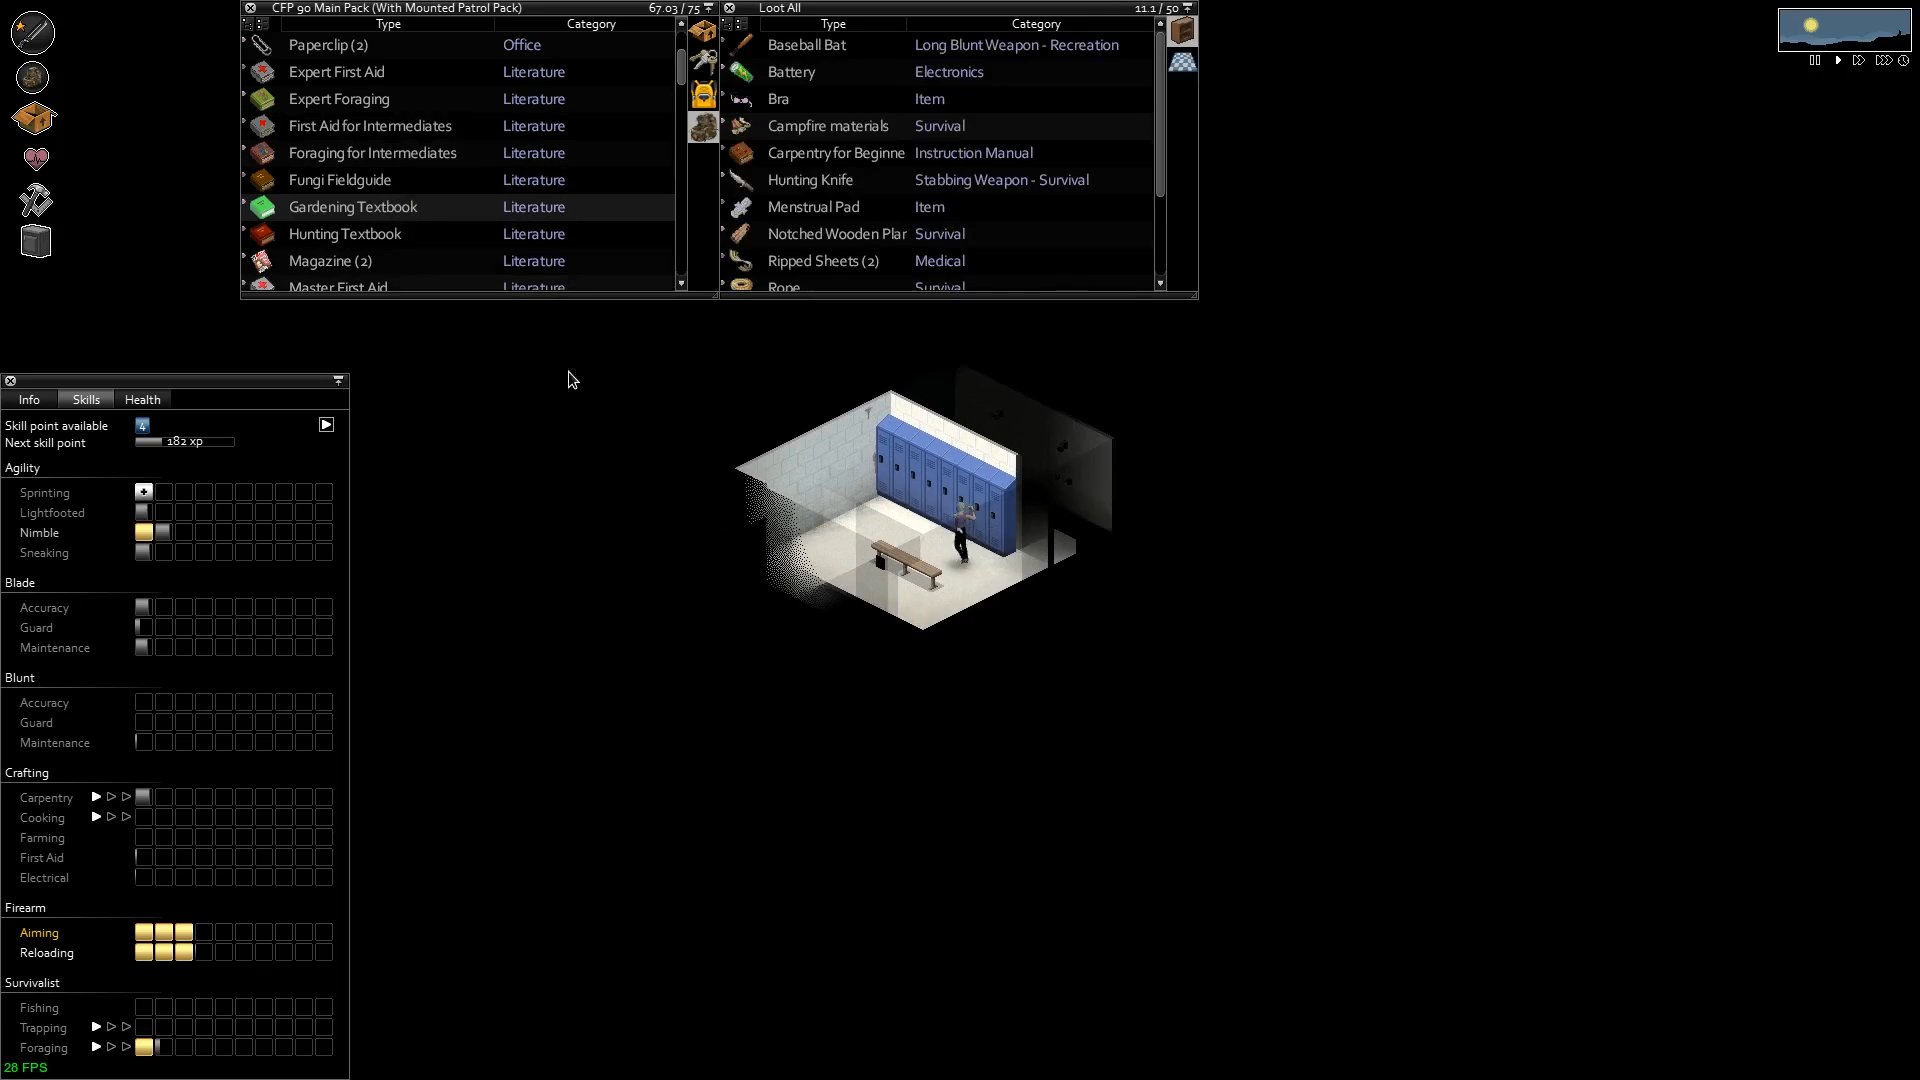 CFP 90 Main Pack (With Mounted Patrol Pack) 67.03 / 75
Type Category
Paperclip (2) Office
Expert First Aid Literature
Expert Foraging Literature
First Aid for Intermediates Literature
Foraging for Intermediates Literature
Fungi Fieldguide Literature
Gardening Textbook Literature
Hunting Textbook Literature
Magazine (2) Literature
Master First Aid Literature
Loot All 11.1 / 50
Type Category
Baseball Bat Long Blunt Weapon - Recreation
Battery Electronics
Bra Item
Campfire materials Survival
Carpentry for Beginne Instruction Manual
Hunting Knife Stabbing Weapon - Survival
Menstrual Pad Item
Notched Wooden Plar Survival
Ripped Sheets (2) Medical
Rope Survival
Info Skills Health
Skill point available 4
Next skill point 182 xp
Agility
Sprinting
Lightfooted
Nimble
Sneaking
Blade
Accuracy
Guard
Maintenance
Blunt
Accuracy
Guard
Maintenance
Crafting
Carpentry
Cooking
Farming
First Aid
Electrical
Firearm
Aiming
Reloading
Survivalist
Fishing
Trapping
Foraging
28 FPS